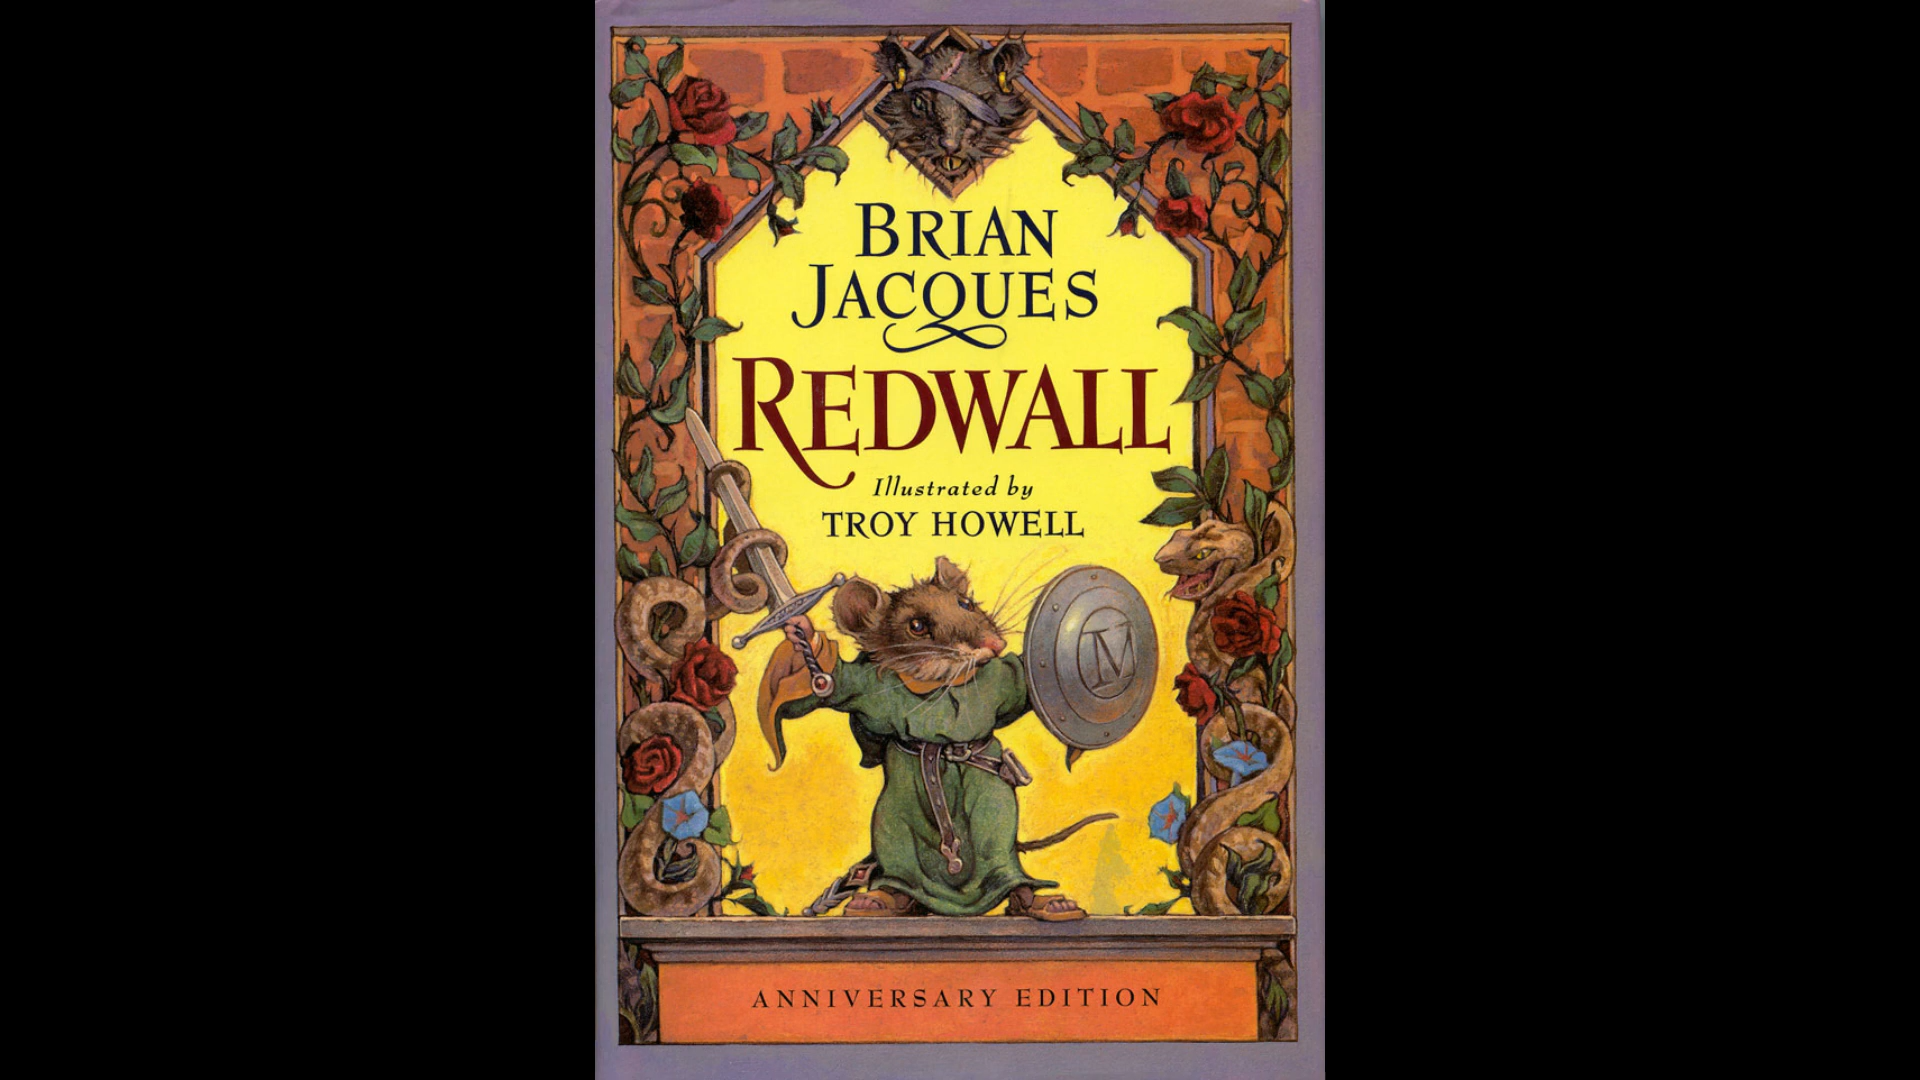 BRIAN
JACQUES
REDWALL
Illustrated by
TROY HOWELL
M
ANNIVERSARY EDITION